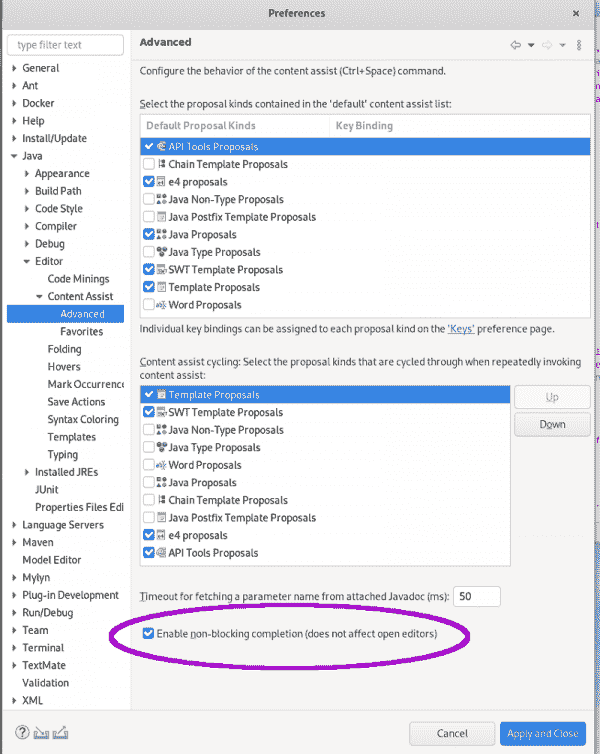 Preferences
type filter text
General
Ant
Docker
Help
Install/Update
Java
Appearance
Build Path
Code Style
Compiler
Debug
Editor
Code Minings
Content Assist
Advanced
Favorites
Folding
Hovers
Mark Occurrenc
Save Actions
Syntax Coloring
Templates
Typing
Installed JREs
JUnit
Properties Files Edi
Language Servers
Maven
Model Editor
Mylyn
Plug-in Development
Run/Debug
Team
Terminal
TextMate
Validation
XML
Advanced
Configure the behavior of the content assist (Ctrl+Space) command.
Select the proposal kinds contained in the 'default' content assist list:
Default Proposal Kinds Key Binding
API Tools Proposals
Chain Template Proposals
e4 proposals
Java Non-Type Proposals
Java Postfix Template Proposals
Java Proposals
Java Type Proposals
SWT Template Proposals
Template Proposals
Word Proposals
Individual key bindings can be assigned to each proposal kind on the 'Keys' preference page.
Content assist cycling: Select the proposal kinds that are cycled through when repeatedly invoking
content assist:
Template Proposals
SWT Template Proposals
Java Non-Type Proposals
Java Type Proposals
Word Proposals
Java Proposals
Chain Template Proposals
Java Postfix Template Proposals
e4 proposals
API Tools Proposals
Up
Down
Timeout for fetching a parameter name from attached Javadoc (ms): 50
Enable non-blocking completion (does not affect open editors)
Cancel Apply and Close